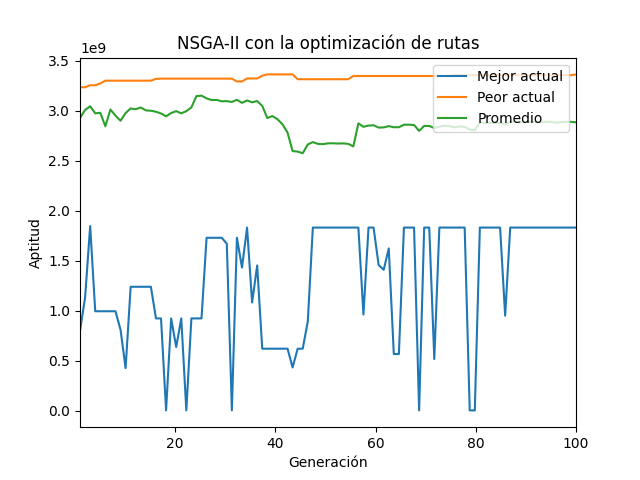 NSGA-II con la optimización de rutas
1e9
3.5
3.0
2.5
2.0
1.5
1.0
0.5
0.0
Aptitud
Mejor actual
Peor actual
Promedio
20
40
60
80
100
Generación